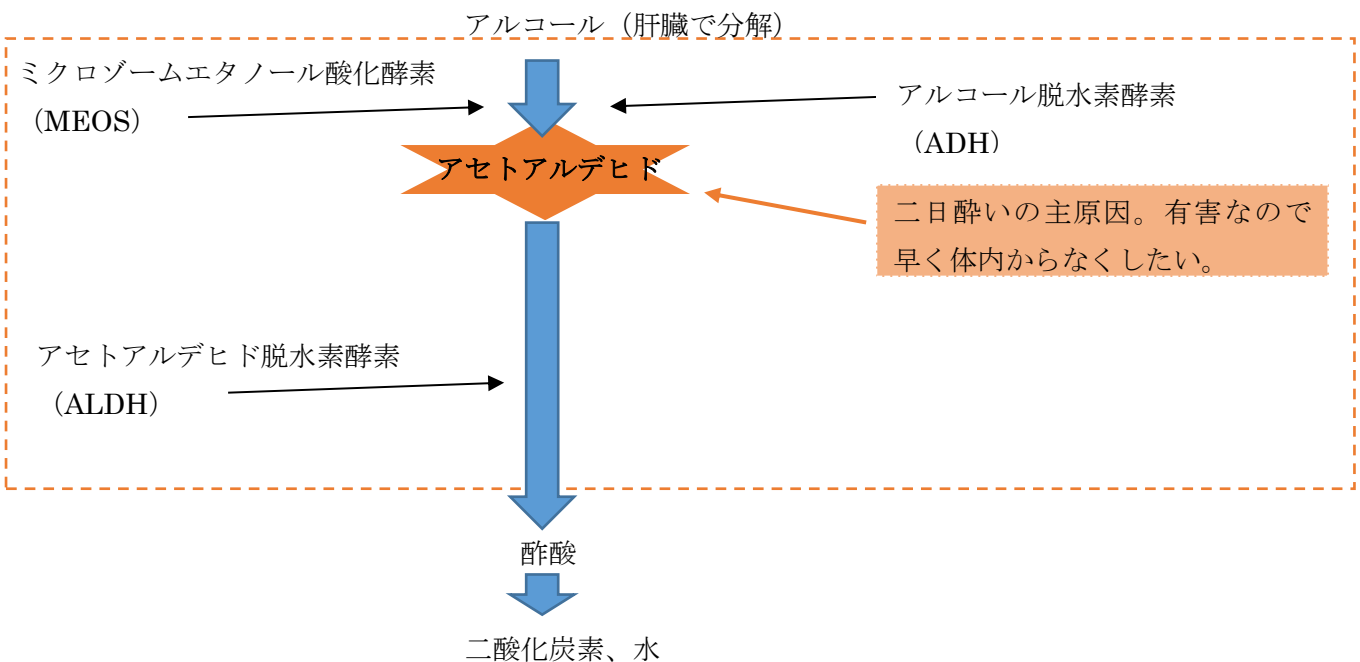 アルコール（肝臓で分解）
ミクロゾームエタノール酸化酵素
（MEOS）
アルコール脱水素酵素
（ADH）
アセトアルデヒド
二日酔いの主原因。有害なので
早く体内からなくしたい。
アセトアルデヒド脱水素酵素
（ALDH）
酢酸
二酸化炭素、水